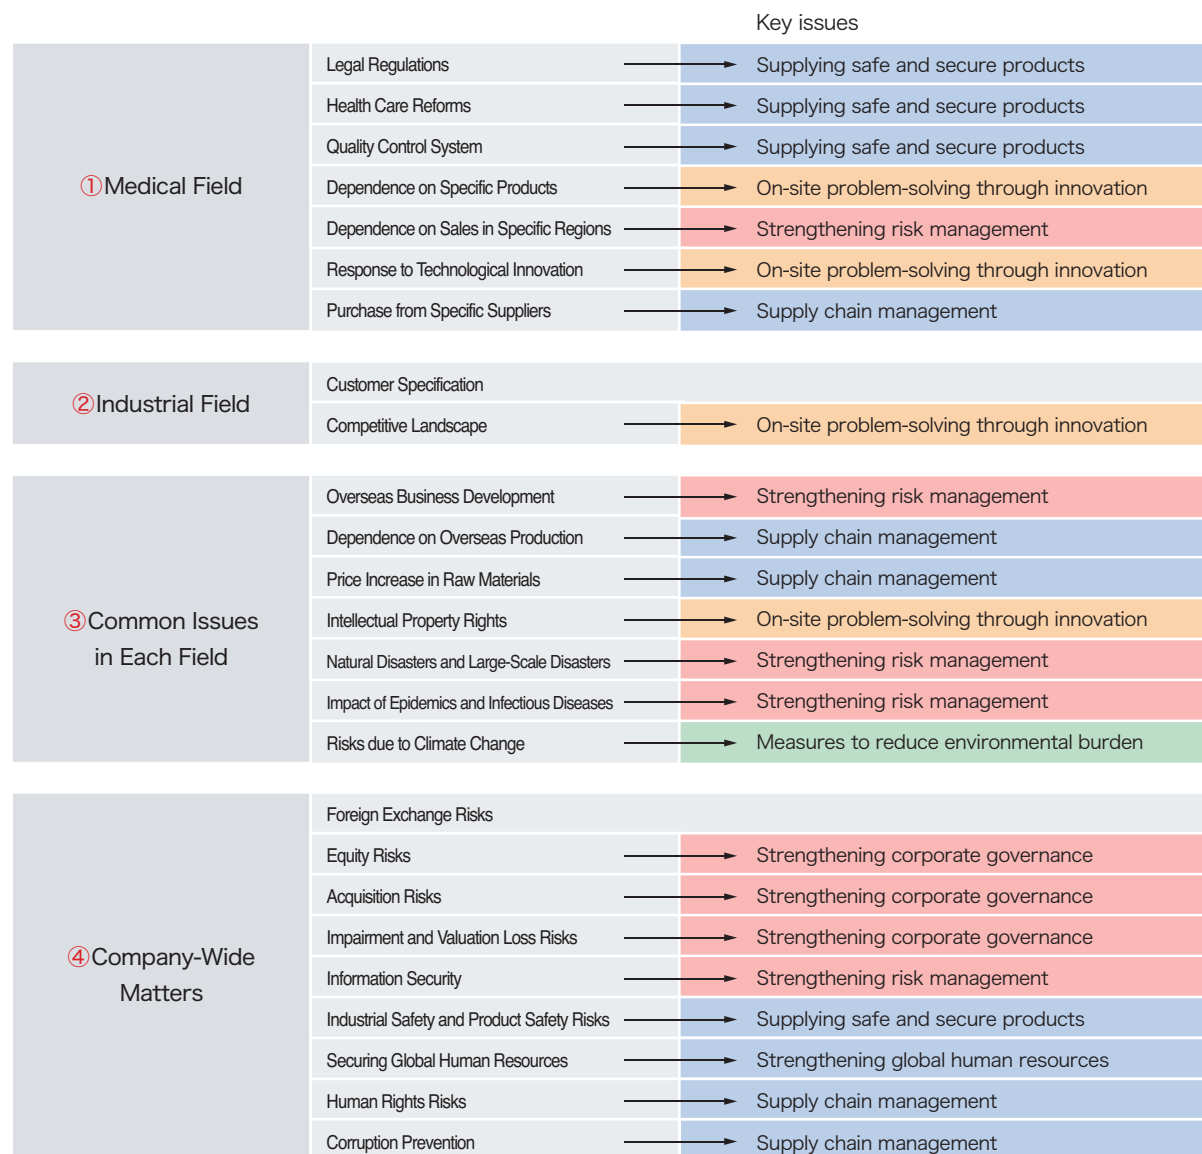 Key issues
①Medical Field
Legal Regulations → Supplying safe and secure products
Health Care Reforms → Supplying safe and secure products
Quality Control System → Supplying safe and secure products
Dependence on Specific Products → On-site problem-solving through innovation
Dependence on Sales in Specific Regions → Strengthening risk management
Response to Technological Innovation → On-site problem-solving through innovation
Purchase from Specific Suppliers → Supply chain management
②Industrial Field
Customer Specification
Competitive Landscape → On-site problem-solving through innovation
③Common Issues
in Each Field
Overseas Business Development → Strengthening risk management
Dependence on Overseas Production → Supply chain management
Price Increase in Raw Materials → Supply chain management
Intellectual Property Rights → On-site problem-solving through innovation
Natural Disasters and Large-Scale Disasters → Strengthening risk management
Impact of Epidemics and Infectious Diseases → Strengthening risk management
Risks due to Climate Change → Measures to reduce environmental burden
④Company-Wide
Matters
Foreign Exchange Risks
Equity Risks → Strengthening corporate governance
Acquisition Risks → Strengthening corporate governance
Impairment and Valuation Loss Risks → Strengthening corporate governance
Information Security → Strengthening risk management
Industrial Safety and Product Safety Risks → Supplying safe and secure products
Securing Global Human Resources → Strengthening global human resources
Human Rights Risks → Supply chain management
Corruption Prevention → Supply chain management